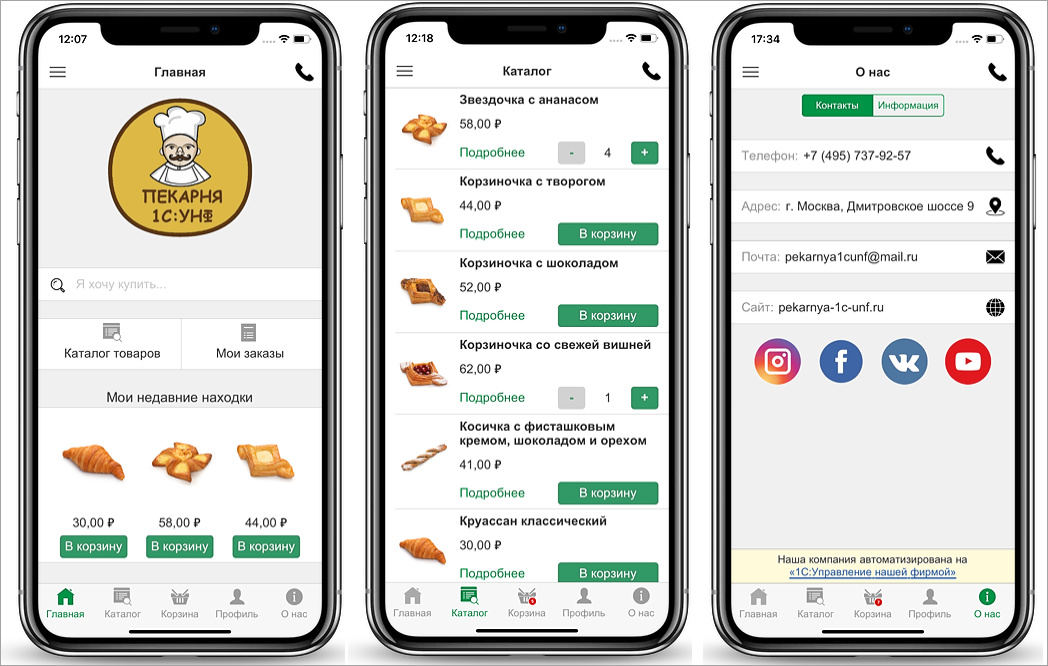 12:07
Главная
ПЕКАРНЯ
1С:УНФ
Я хочу купить...
Каталог товаров
Мои заказы
Мои недавние находки
30,00 ₽
58,00 ₽
44,00 ₽
В корзину
В корзину
В корзину
Главная
Каталог
Корзина
Профиль
О нас
12:18
Каталог
Звездочка с ананасом
58,00 ₽
Подробнее
-
4
+
Корзиночка с творогом
44,00 ₽
Подробнее
В корзину
Корзиночка с шоколадом
52,00 ₽
Подробнее
В корзину
Корзиночка со свежей вишней
62,00 ₽
Подробнее
-
1
+
Косичка с фисташковым
кремом, шоколадом и орехом
41,00 ₽
Подробнее
В корзину
Круассан классический
30,00 ₽
Подробнее
В корзину
Главная
Каталог
Корзина
Профиль
О нас
17:34
О нас
Контакты
Информация
Телефон: +7 (495) 737-92-57
Адрес: г. Москва, Дмитровское шоссе 9
Почта: pekarnya1cunf@mail.ru
Сайт: pekarnya-1c-unf.ru
Наша компания автоматизирована на
«1С:Управление нашей фирмой»
Главная
Каталог
Корзина
Профиль
О нас